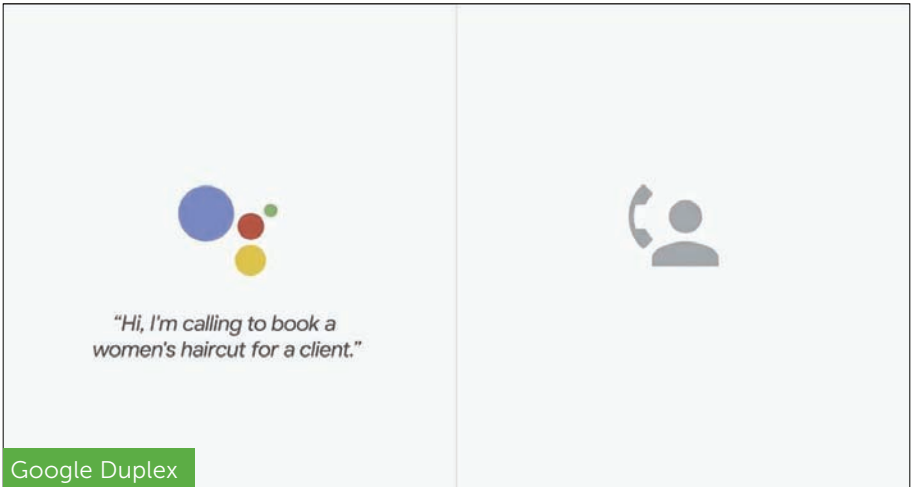 “Hi, I'm calling to book a
women's haircut for a client.”
Google Duplex